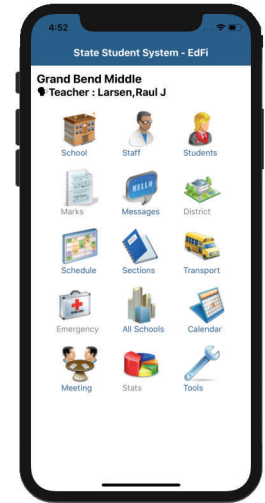 4:52
State Student System - EdFi
Grand Bend Middle
Teacher : Larsen,Raul J
School Staff Students
HELLO
Marks Messages District
Schedule Sections Transport
Emergency All Schools Calendar
Meeting Stats Tools